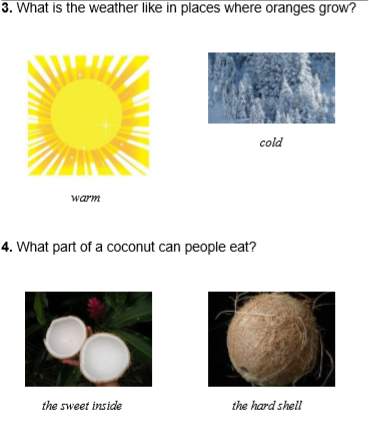 3. What is the weather like in places where oranges grow?
cold
warm
4. What part of a coconut can people eat?
the sweet inside
the hard shell